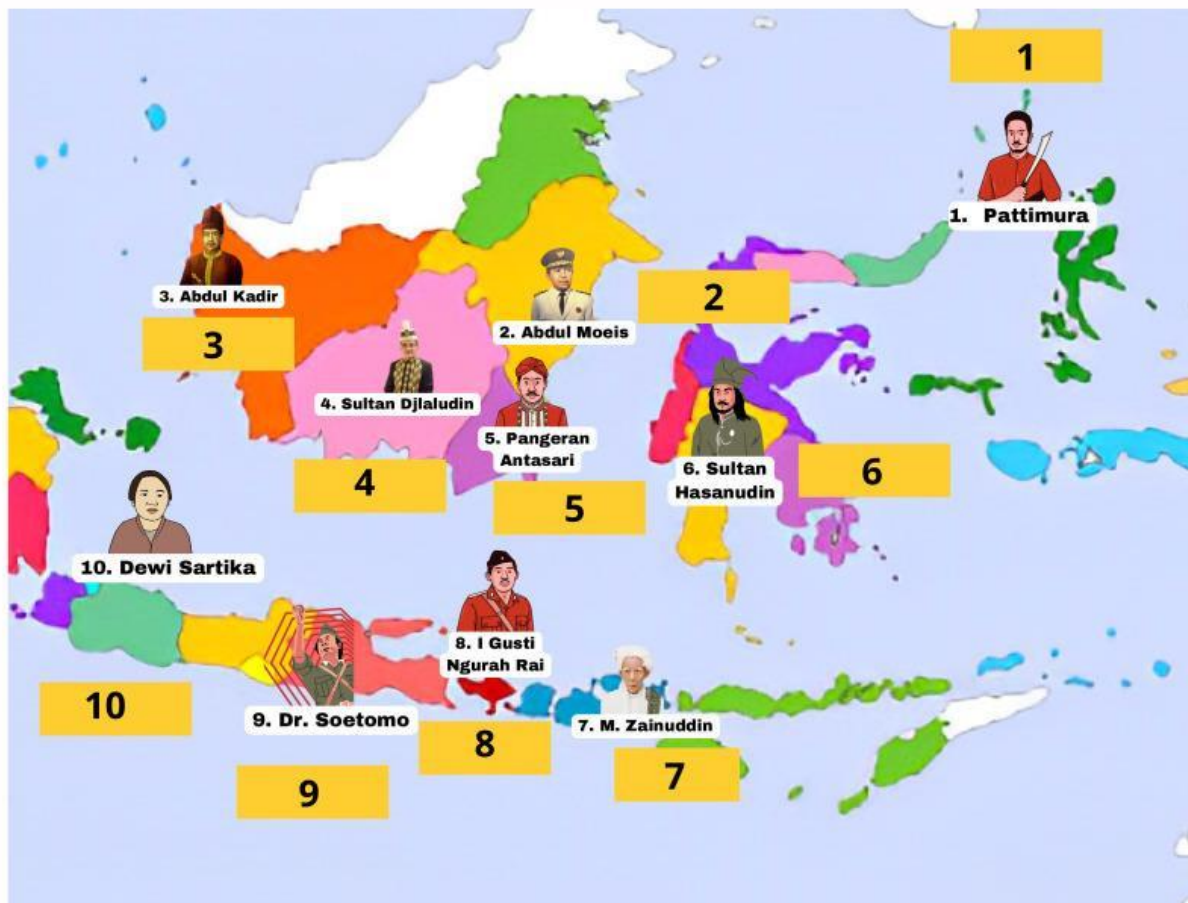 1
1. Pattimura
3. Abdul Kadir
2. Abdul Moeis
2
3
4. Sultan Djlaludin
5. Pangeran
Antasari
6. Sultan
Hasanudin
6
4
5
10. Dewi Sartika
8. I Gusti
Ngurah Rai
10
9. Dr. Soetomo
7. M. Zainuddin
8
7
9